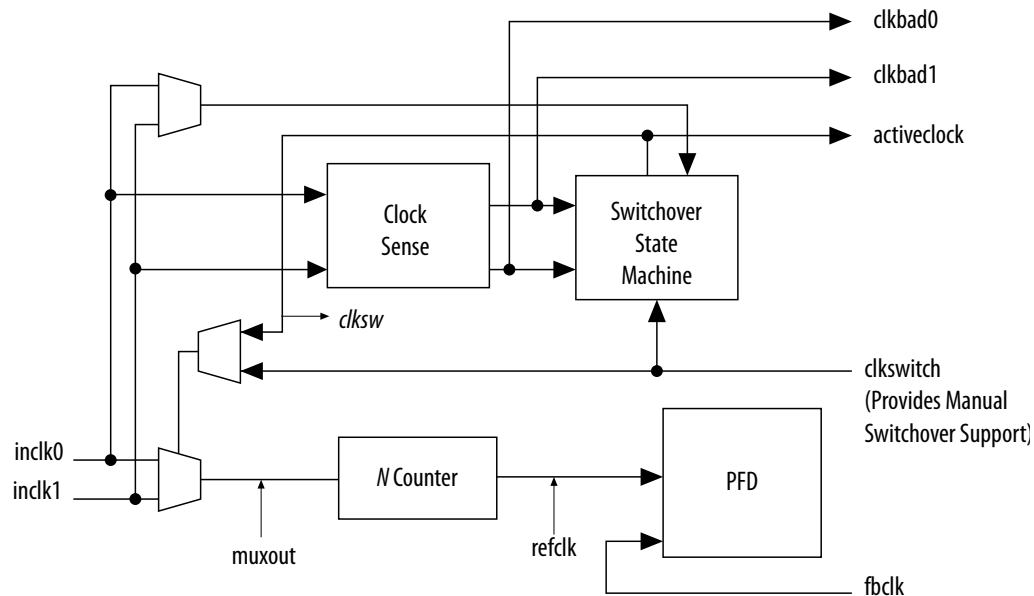 clkbad0
clkbad1
activeclock
Clock
Sense
Switchover
State
Machine
clksw
clkswitch
(Provides Manual
Switchover Support)
inclk0
inclk1
N Counter
PFD
muxout
refclk
fbclk